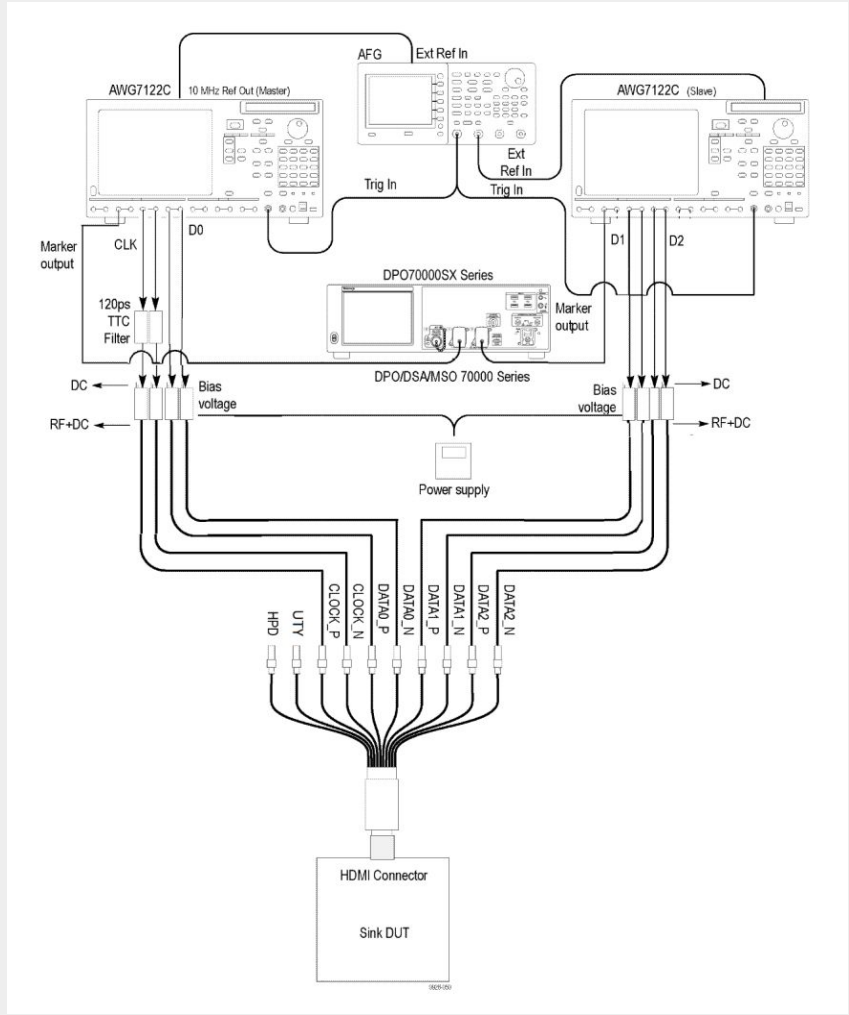 AFG
Ext Ref In
AWG7122C
10 MHz Ref Out (Master)
AWG7122C
(Slave)
Ext
Ref In
Trig In
Trig In
Marker
output
CLK
D0
D1
D2
DPO70000SX Series
Marker
output
120ps
TTC
Filter
DPO/DSA/MSO 70000 Series
DC
Bias
voltage
Bias
voltage
DC
RF+DC
RF+DC
Power supply
HPD
UTY
CLOCK_P
CLOCK_N
DATA0_P
DATA0_N
DATA1_P
DATA1_N
DATA2_P
DATA2_N
HDMI Connector
Sink DUT